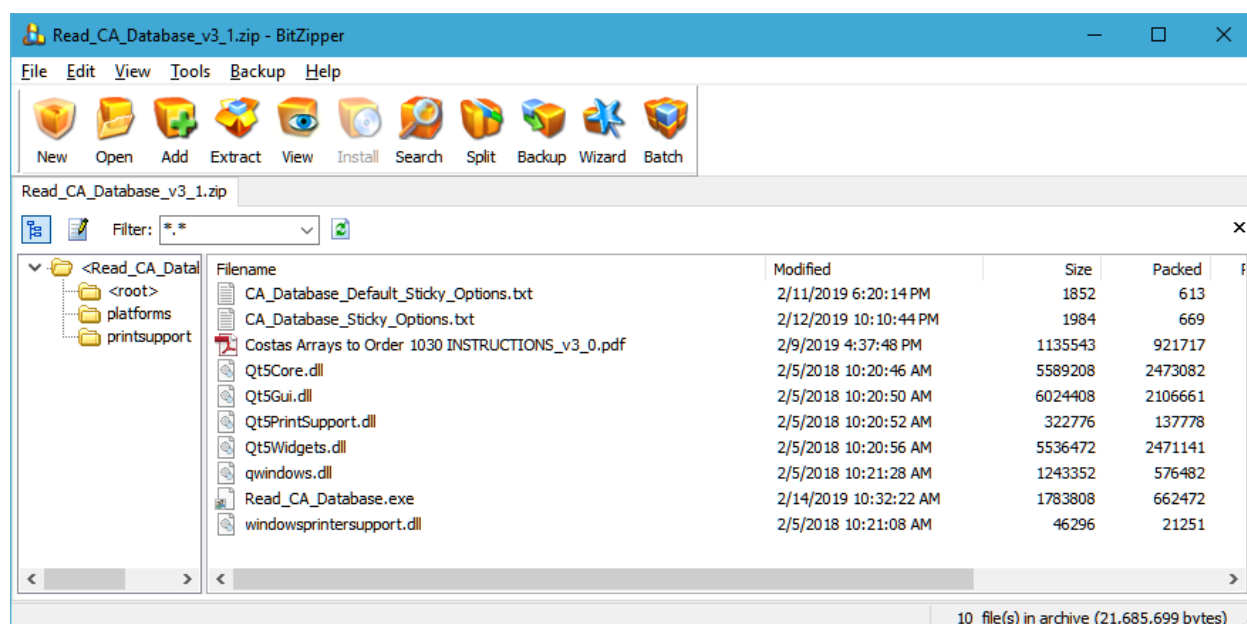 Read_CA_Database_v3_1.zip - BitZipper
File Edit View Tools Backup Help
New Open Add Extract View Install Search Split Backup Wizard Batch
Read_CA_Database_v3_1.zip
Filter: *.*
<Read_CA_Datal
<root>
platforms
printsupport
Filename Modified Size Packed
CA_Database_Default_Sticky_Options.txt 2/11/2019 6:20:14 PM 1852 613
CA_Database_Sticky_Options.txt 2/12/2019 10:10:44 PM 1984 669
Costas Arrays to Order 1030 INSTRUCTIONS_v3_0.pdf 2/9/2019 4:37:48 PM 1135543 921717
Qt5Core.dll 2/5/2018 10:20:46 AM 5589208 2473082
Qt5Gui.dll 2/5/2018 10:20:50 AM 6024408 2106661
Qt5PrintSupport.dll 2/5/2018 10:20:52 AM 322776 137778
Qt5Widgets.dll 2/5/2018 10:20:56 AM 5536472 2471141
qwindows.dll 2/5/2018 10:21:28 AM 1243352 576482
Read_CA_Database.exe 2/14/2019 10:32:22 AM 1783808 662472
windowsprintersupport.dll 2/5/2018 10:21:08 AM 46296 21251
10 file(s) in archive (21,685,699 bytes)